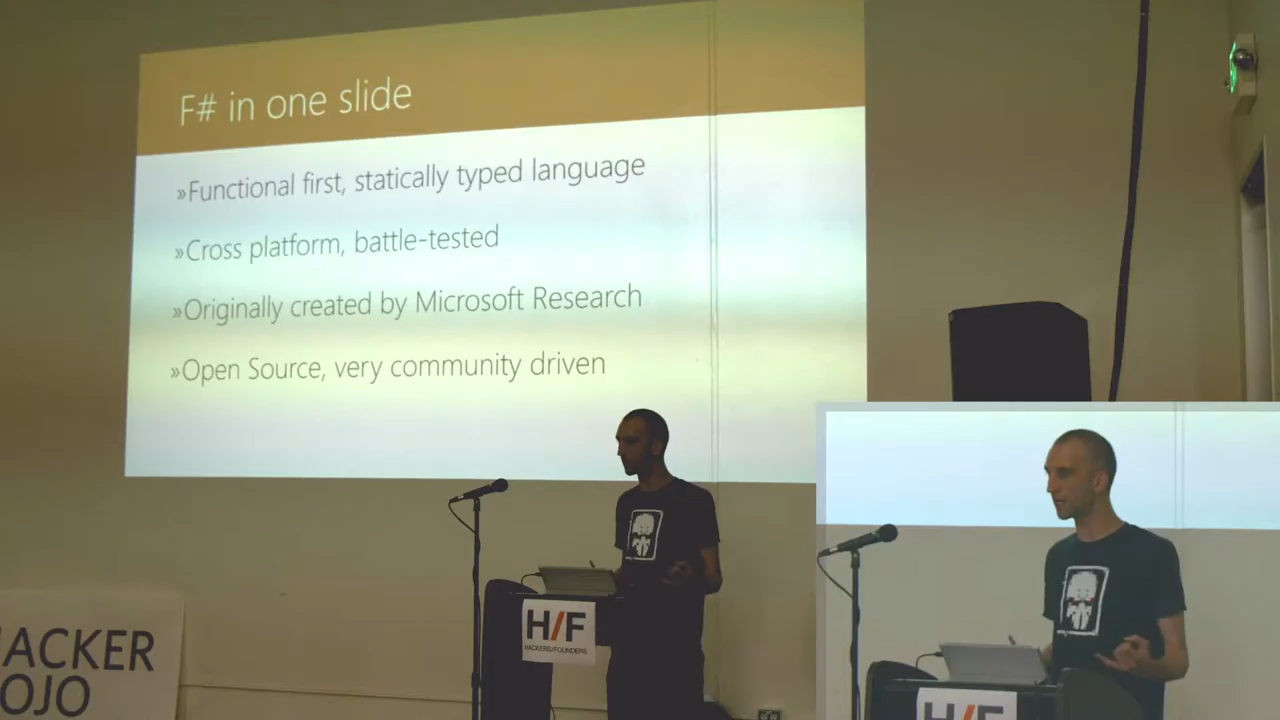 F# in one slide
»Functional first, statically typed language
»Cross platform, battle-tested
»Originally created by Microsoft Research
»Open Source, very community driven
H/F
HACKERS/FOUNDERS
ACKER
OJO
H/F